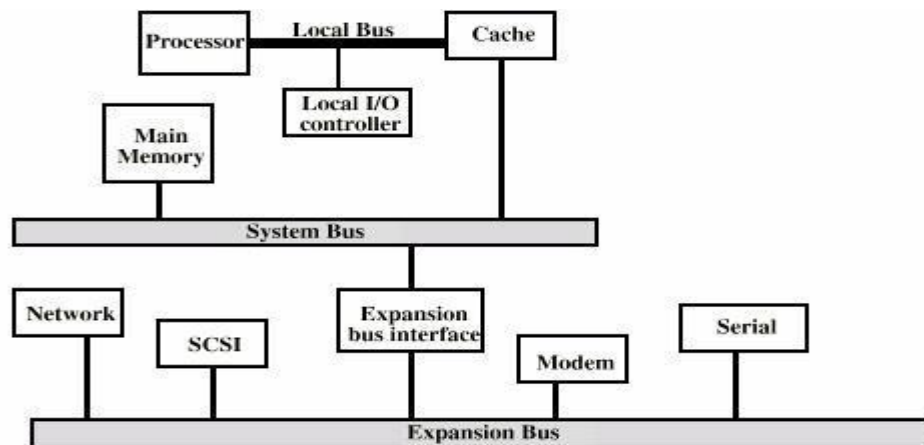 Processor
Local Bus
Cache
Local I/O
controller
Main
Memory
System Bus
Network
SCSI
Expansion
bus interface
Modem
Serial
Expansion Bus